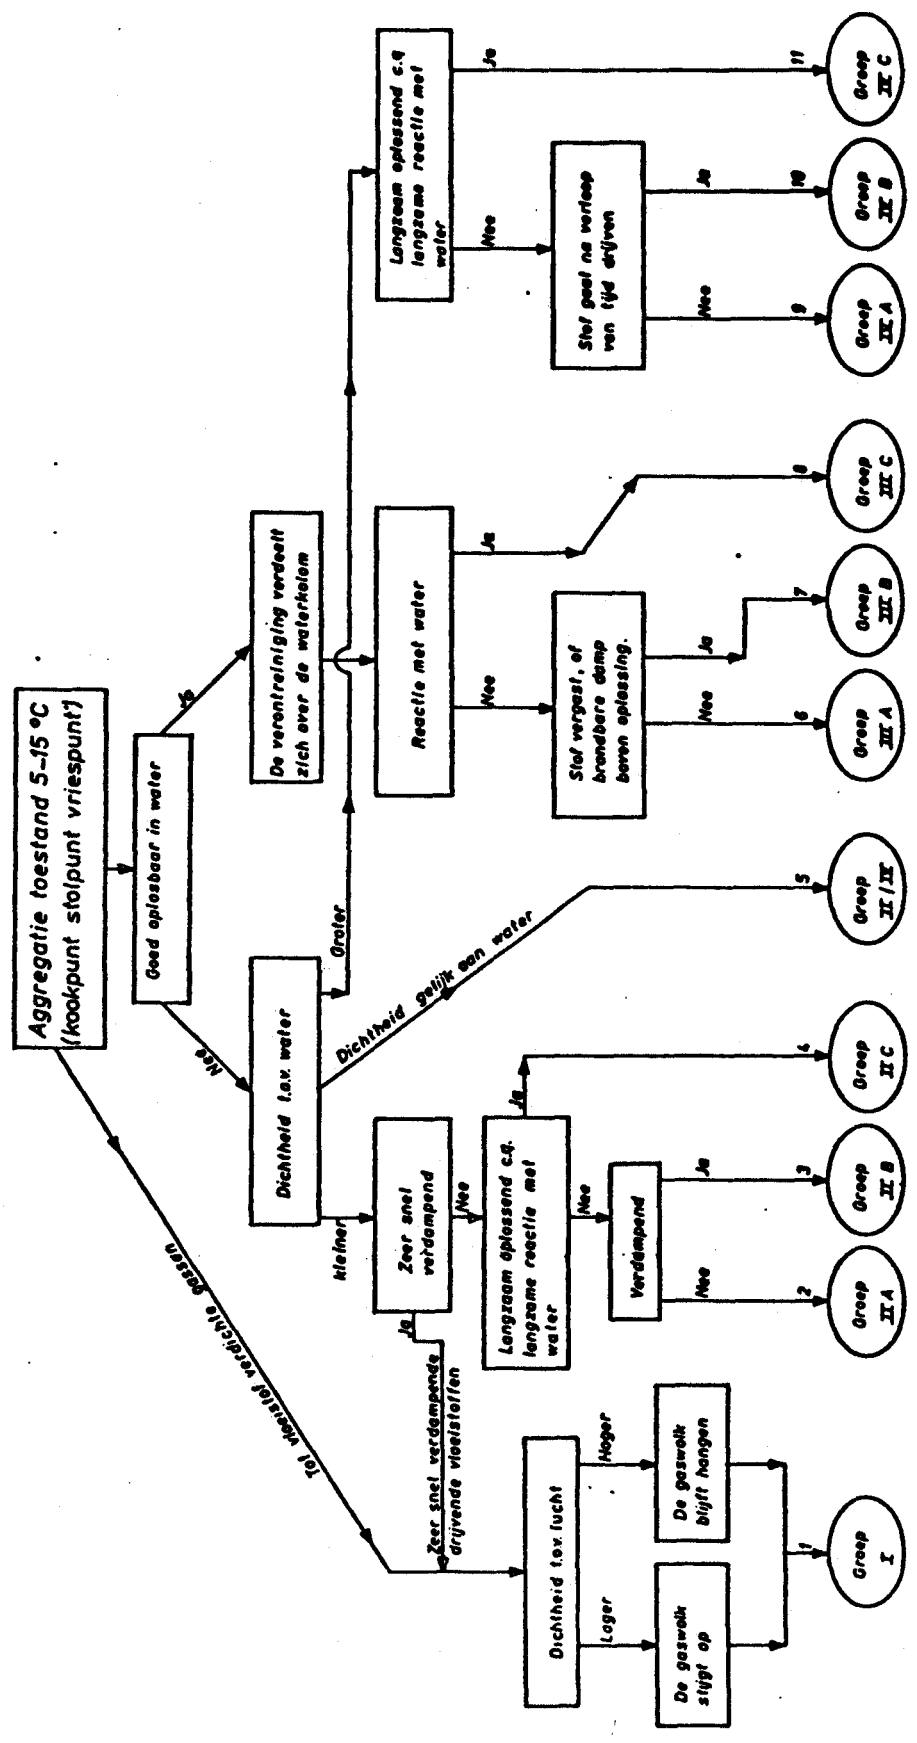 Aggregatie toestand 5-15 °C
(kookpunt stolpunt vriespunt)
Goed oplosbaar in water
Nee
Ja
Tot vloeistof verdichte gassen
Dichtheid t.o.v. water
De verontreiniging verdeelt
zich over de waterkolom
kleiner
Dichtheid gelijk aan water
Groter
Zeer snel
verdampend
Ja
Nee
Zeer snel verdampende
drijvende vloeistoffen
Reactie met water
Nee
Ja
Langzaam oplossend c.q
langzame reactie met
water
Nee
Ja
Langzaam oplossend c.q.
langzame reactie met
water
Ja
Nee
Dichtheid t.o.v. lucht
Lager
Hoger
Stof vergast, of
brandbare damp
boven oplossing.
Nee
Ja
Stof gaat na verloop
van tijd drijven
Nee
Ja
Verdampend
Nee
Ja
De gaswolk
stijgt op
De gaswolk
blijft hangen
1
2
3
4
5
6
7
8
9
10
11
Groep
I
Groep
II A
Groep
II B
Groep
II C
Groep
II / IV
Groep
III A
Groep
III B
Groep
III C
Groep
IV A
Groep
IV B
Groep
IV C